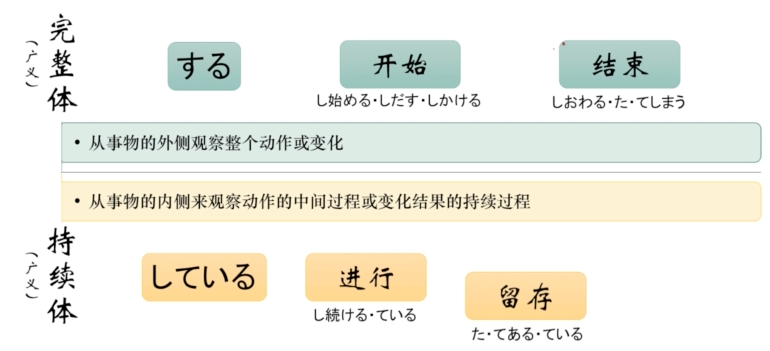 完整体
（广义）
する
开始
结束
し始める・しだす・しかける
しおわる・た・てしまう
• 从事物的外侧观察整个动作或变化
• 从事物的内侧来观察动作的中间过程或变化结果的持续过程
持续体
（广义）
している
进行
留存
し続ける・ている
た・てある・ている